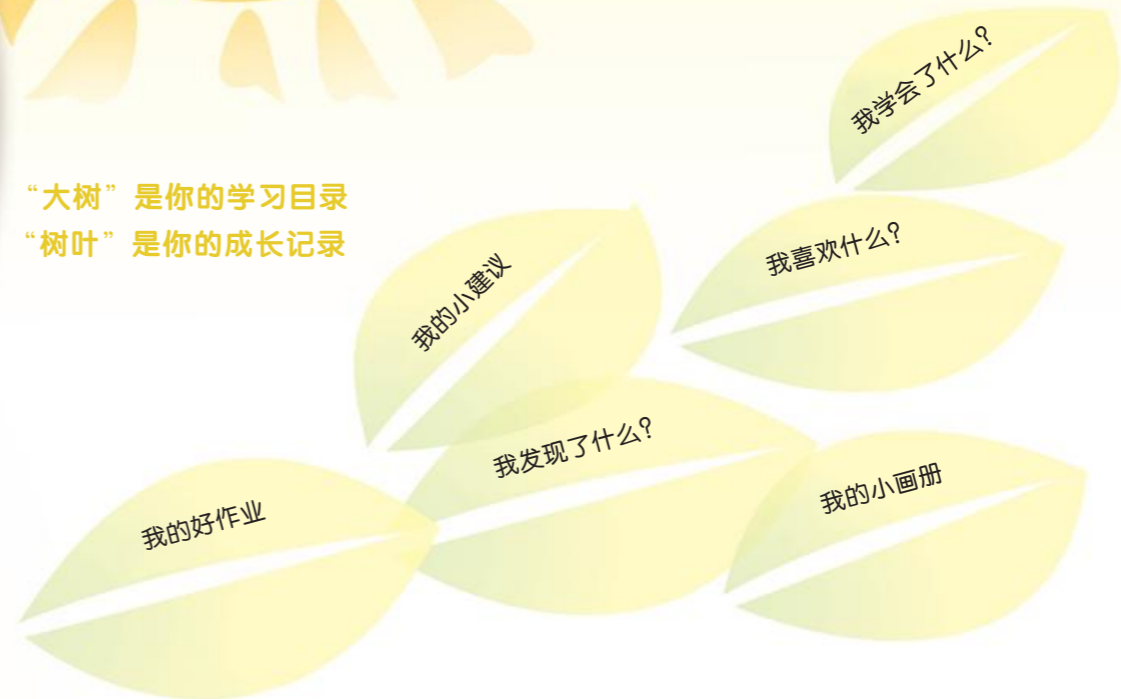 “大树”是你的学习目录
“树叶”是你的成长记录
我学会了什么？
我喜欢什么？
我的小建议
我发现了什么？
我的小画册
我的好作业